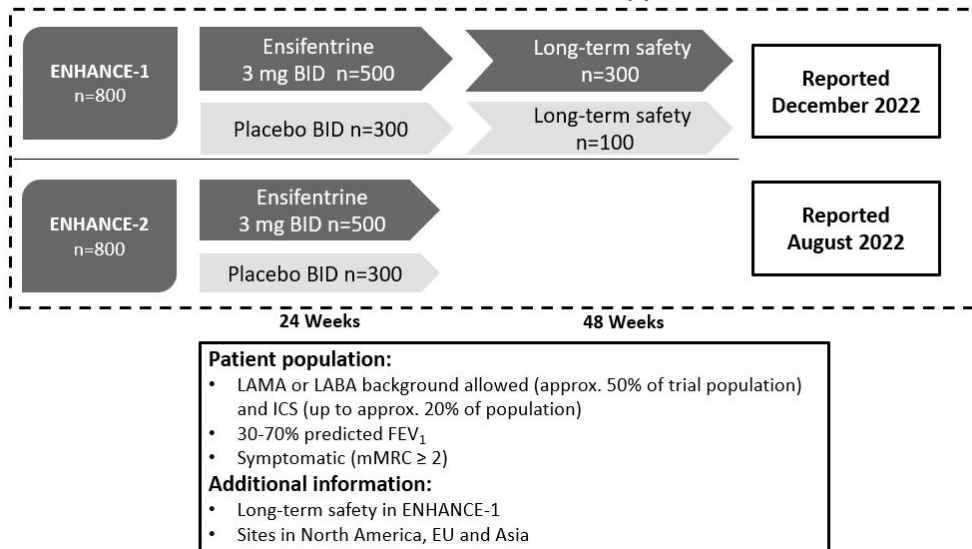 ENHANCE-1
n=800
Ensifentrine
3 mg BID n=500
Long-term safety
n=300
Reported
December 2022
Placebo BID n=300
Long-term safety
n=100
ENHANCE-2
n=800
Ensifentrine
3 mg BID n=500
Reported
August 2022
Placebo BID n=300
24 Weeks
48 Weeks
Patient population:
• LAMA or LABA background allowed (approx. 50% of trial population)
and ICS (up to approx. 20% of population)
• 30-70% predicted FEV₁
• Symptomatic (mMRC ≥ 2)
Additional information:
• Long-term safety in ENHANCE-1
• Sites in North America, EU and Asia